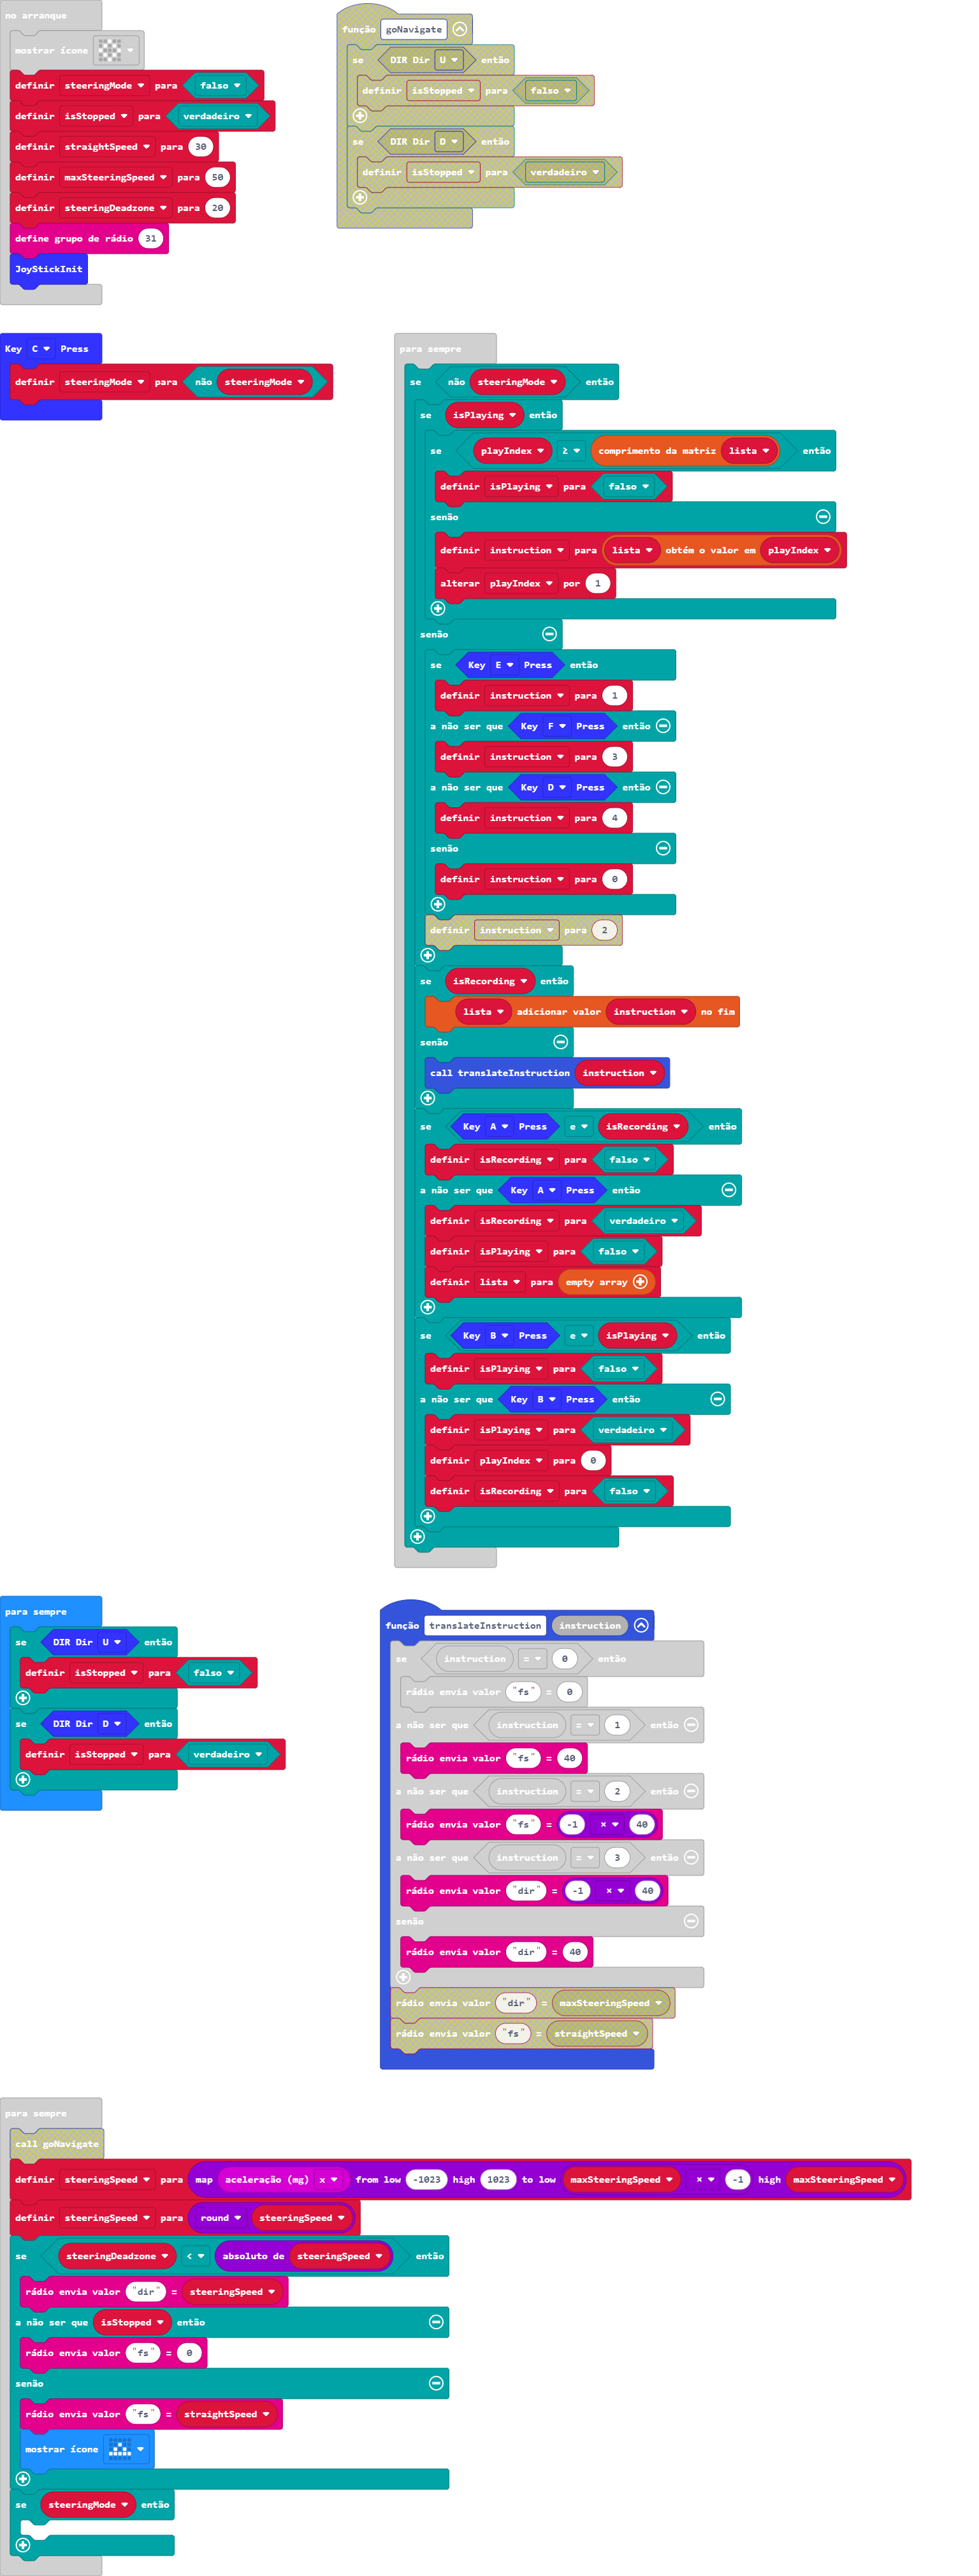 no arranque
mostrar ícone
definir steeringMode para falso
definir isStopped para verdadeiro
definir straightSpeed para 30
definir maxSteeringSpeed para 50
definir steeringDeadzone para 20
define grupo de rádio 31
JoyStickInit
função goNavigate
se DIR Dir U então
definir isStopped para falso
se DIR Dir D então
definir isStopped para verdadeiro
Key C Press
definir steeringMode para não steeringMode
para sempre
se não steeringMode então
se isPlaying então
se playIndex ≥ comprimento da matriz lista então
definir isPlaying para falso
senão
definir instruction para lista obtém o valor em playIndex
alterar playIndex por 1
senão
se Key E Press então
definir instruction para 1
a não ser que Key F Press então
definir instruction para 3
a não ser que Key D Press então
definir instruction para 4
senão
definir instruction para 0
definir instruction para 2
se isRecording então
lista adicionar valor instruction no fim
senão
call translateInstruction instruction
se Key A Press e isRecording então
definir isRecording para falso
a não ser que Key A Press então
definir isRecording para verdadeiro
definir isPlaying para falso
definir lista para empty array
se Key B Press e isPlaying então
definir isPlaying para falso
a não ser que Key B Press então
definir isPlaying para verdadeiro
definir playIndex para 0
definir isRecording para falso
para sempre
se DIR Dir U então
definir isStopped para falso
se DIR Dir D então
definir isStopped para verdadeiro
função translateInstruction instruction
se instruction = 0 então
rádio envia valor "fs" = 0
a não ser que instruction = 1 então
rádio envia valor "fs" = 40
a não ser que instruction = 2 então
rádio envia valor "fs" = -1 × 40
a não ser que instruction = 3 então
rádio envia valor "dir" = -1 × 40
senão
rádio envia valor "dir" = 40
rádio envia valor "dir" = maxSteeringSpeed
rádio envia valor "fs" = straightSpeed
para sempre
call goNavigate
definir steeringSpeed para map aceleração (mg) x from low -1023 high 1023 to low maxSteeringSpeed × -1 high maxSteeringSpeed
definir steeringSpeed para round steeringSpeed
se steeringDeadzone < absoluto de steeringSpeed então
rádio envia valor "dir" = steeringSpeed
a não ser que isStopped então
rádio envia valor "fs" = 0
senão
rádio envia valor "fs" = straightSpeed
mostrar ícone
se steeringMode então